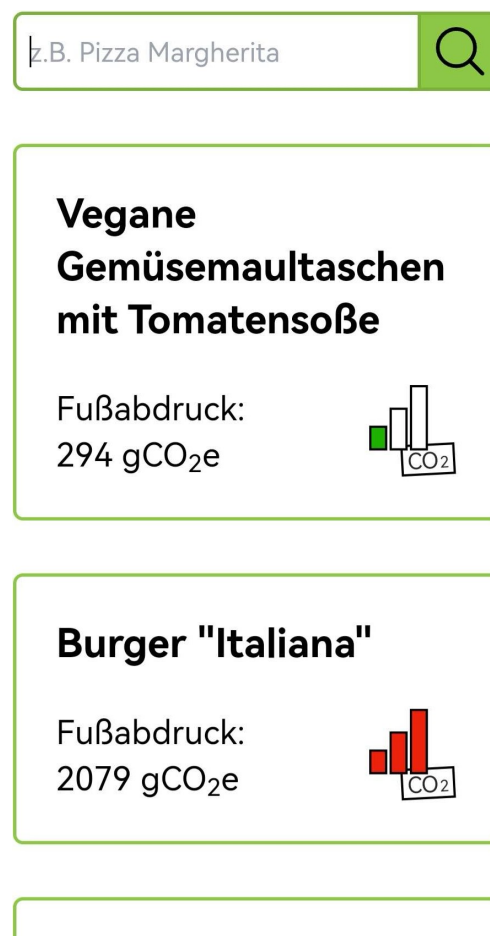 z.B. Pizza Margherita
Vegane
Gemüsemaultaschen
mit Tomatensoße
Fußabdruck:
294 gCO₂e
CO₂
Burger "Italiana"
Fußabdruck:
2079 gCO₂e
CO₂